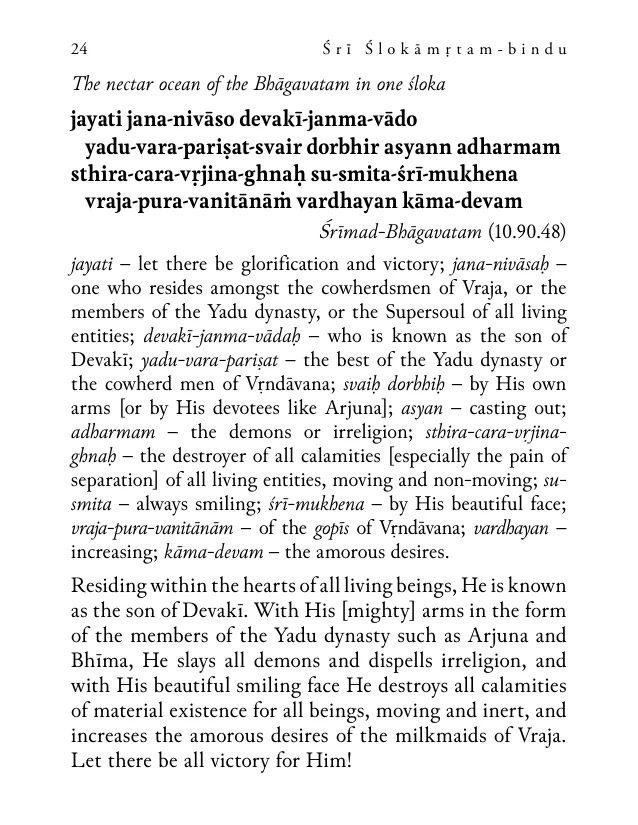 24 Śrī Ślokāmṛtam-bindu
The nectar ocean of the Bhāgavatam in one śloka
jayati jana-nivāso devakī-janma-vādo
yadu-vara-pariṣat-svair dorbhir asyann adharmam
sthira-cara-vṛjina-ghnaḥ su-smita-śrī-mukhena
vraja-pura-vanitānāṁ vardhayan kāma-devam
Śrīmad-Bhāgavatam (10.90.48)
jayati – let there be glorification and victory; jana-nivāsaḥ –
one who resides amongst the cowherdsmen of Vraja, or the
members of the Yadu dynasty, or the Supersoul of all living
entities; devakī-janma-vādaḥ – who is known as the son of
Devakī; yadu-vara-pariṣat – the best of the Yadu dynasty or
the cowherd men of Vṛndāvana; svaiḥ dorbhiḥ – by His own
arms [or by His devotees like Arjuna]; asyan – casting out;
adharmam – the demons or irreligion; sthira-cara-vrjina-
ghnaḥ – the destroyer of all calamities [especially the pain of
separation] of all living entities, moving and non-moving; su-
smita – always smiling; śrī-mukhena – by His beautiful face;
vraja-pura-vanitānām – of the gopīs of Vṛndāvana; vardhayan –
increasing; kāma-devam – the amorous desires.
Residing within the hearts of all living beings, He is known
as the son of Devakī. With His [mighty] arms in the form
of the members of the Yadu dynasty such as Arjuna and
Bhīma, He slays all demons and dispells irreligion, and
with His beautiful smiling face He destroys all calamities
of material existence for all beings, moving and inert, and
increases the amorous desires of the milkmaids of Vraja.
Let there be all victory for Him!